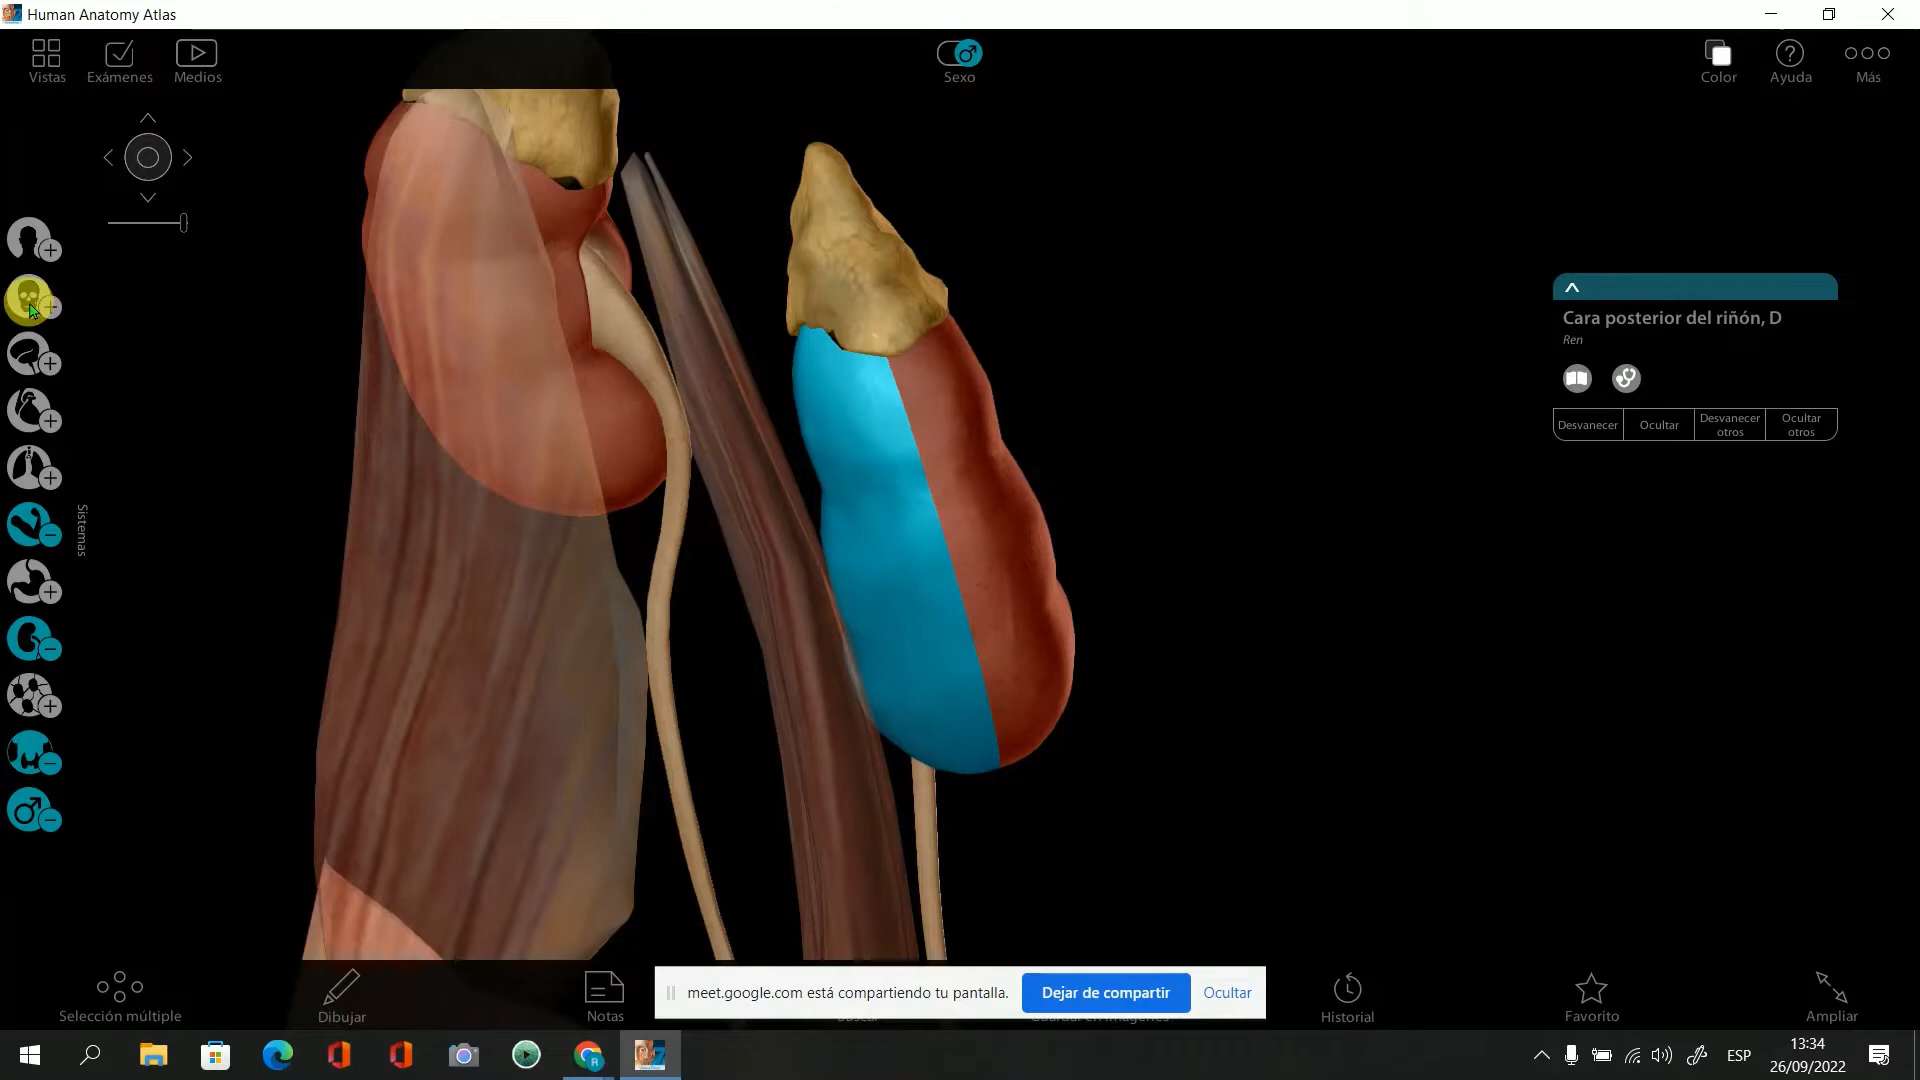 Human Anatomy Atlas
Vistas
Exámenes
Medios
Sexo
Color
Ayuda
Más
Sistemas
Cara posterior del riñón, D
Ren
Desvanecer
Ocultar
Desvanecer otros
Ocultar otros
Selección múltiple
Dibujar
Notas
meet.google.com está compartiendo tu pantalla.
Dejar de compartir
Ocultar
Historial
Favorito
Ampliar
ESP
13:34
26/09/2022